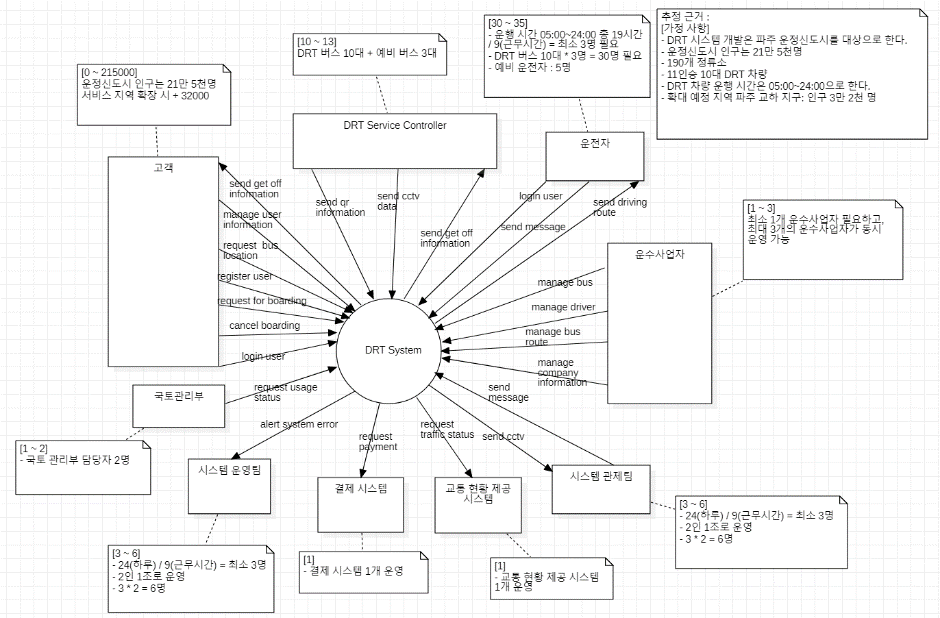 [30 ~ 35]
- 운행 시간 05:00~24:00 총 19시간
/ 9(근무시간) = 최소 3명 필요
- DRT 버스 10대 * 3명 = 30명 필요
- 예비 운전자 : 5명
추정 근거 :
[가정 사항]
- DRT 시스템 개발은 파주 운정신도시를 대상으로 한다.
- 운정신도시 인구는 21만 5천명
- 190개 정류소
- 11인승 10대 DRT 차량
- DRT 차량 운행 시간은 05:00~24:00으로 한다.
- 확대 예정 지역 파주 교하 지구: 인구 3만 2천 명
[10 ~ 13]
DRT 버스 10대 + 예비 버스 3대
[0 ~ 215000]
운정신도시 인구는 21만 5천명
서비스 지역 확장 시 + 32000
DRT Service Controller
운전자
고객
send get off
information
manage user
information
request bus
location
register user
request for boarding
cancel boarding
login user
send qr
information
send cctv
data
send get off
information
login user
send message
send driving
route
[1 ~ 3]
최소 1개 운수사업자 필요하고,
최대 3개의 운수사업자가 동시
운영 가능
운수사업자
manage bus
manage driver
manage bus
route
manage
company
information
DRT System
국토관리부
request usage
status
[1 ~ 2]
- 국토 관리부 담당자 2명
alert system error
request
payment
request
traffic status
send cctv
send
message
시스템 운영팀
결제 시스템
교통 현황 제공
시스템
시스템 관제팀
[3 ~ 6]
- 24(하루) / 9(근무시간) = 최소 3명
- 2인 1조로 운영
- 3 * 2 = 6명
[1]
- 결제 시스템 1개 운영
[1]
- 교통 현황 제공 시스템
1개 운영
[3 ~ 6]
- 24(하루) / 9(근무시간) = 최소 3명
- 2인 1조로 운영
- 3 * 2 = 6명